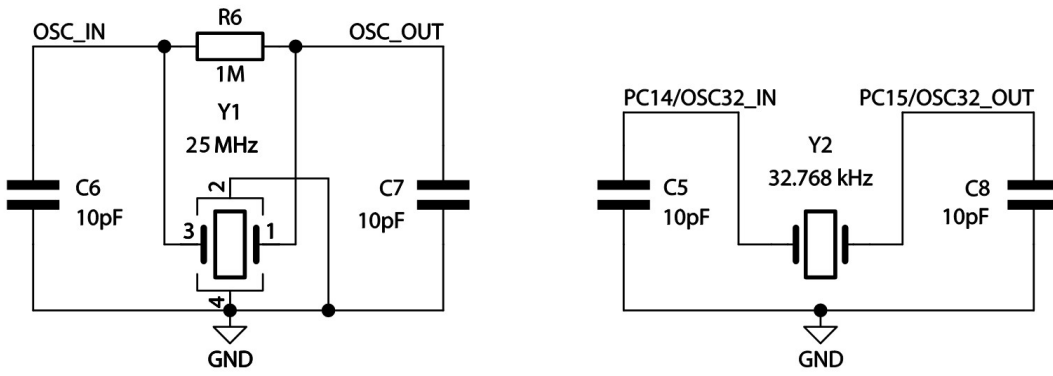 R6
OSC_IN
OSC_OUT
1M
Y1
25 MHz
C6
10pF
2
C7
10pF
3
1
4
GND
PC14/OSC32_IN
PC15/OSC32_OUT
Y2
32.768 kHz
C5
10pF
C8
10pF
GND